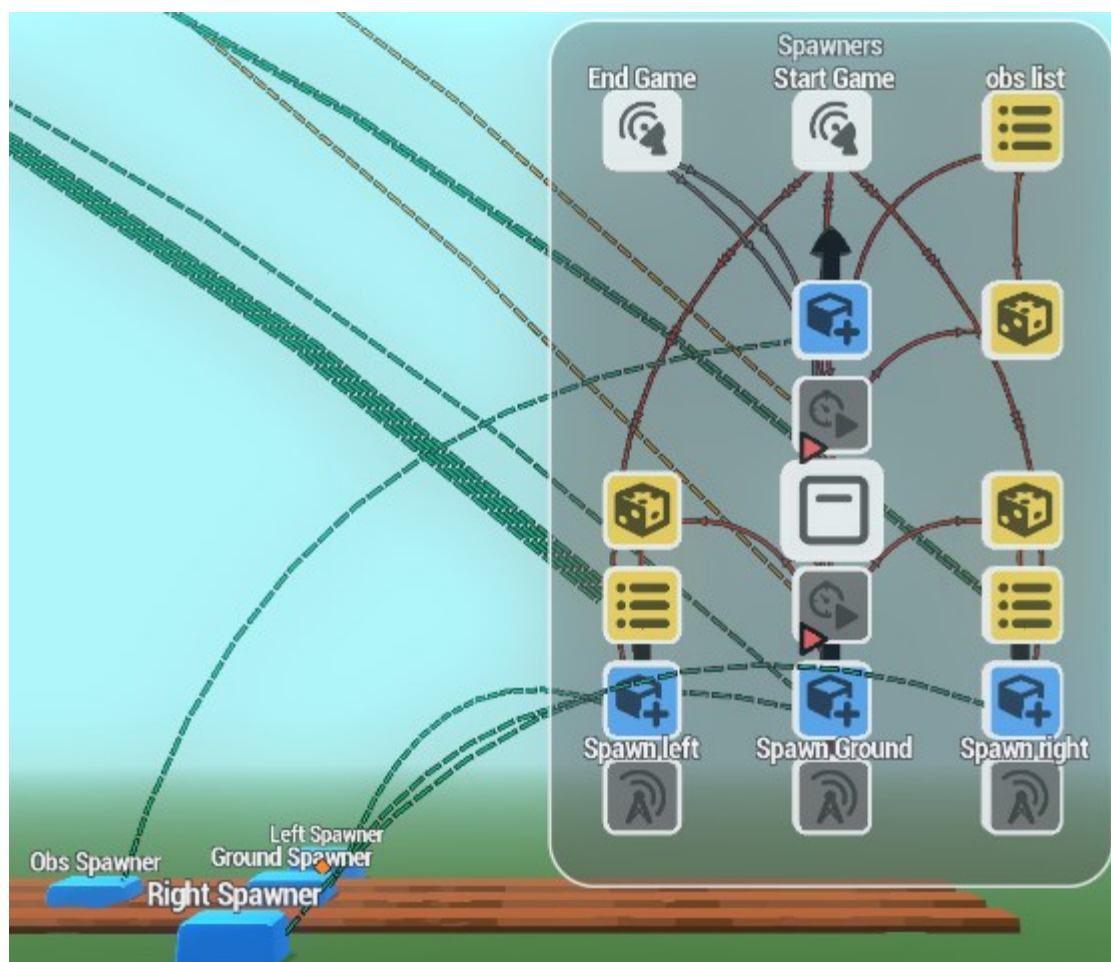 Spawners
End Game
Start Game
obs list
Spawn left
Spawn Ground
Spawn right
Left Spawner
Obs Spawner
Ground Spawner
Right Spawner